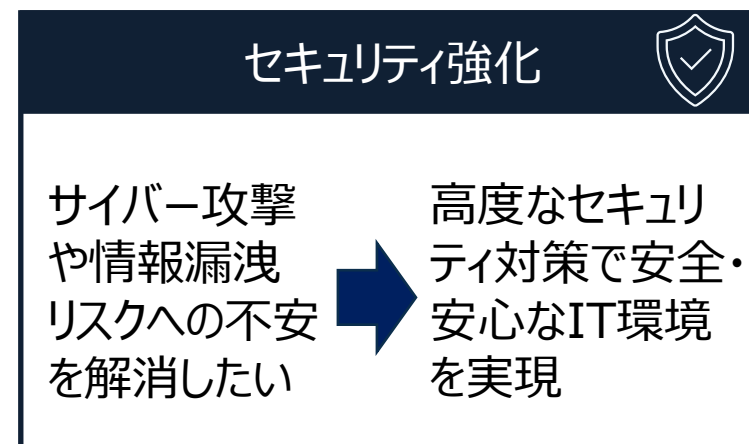 セキュリティ強化
サイバー攻撃
や情報漏洩
リスクへの不安
を解消したい
高度なセキュリ
ティ対策で安全・
安心なIT環境
を実現